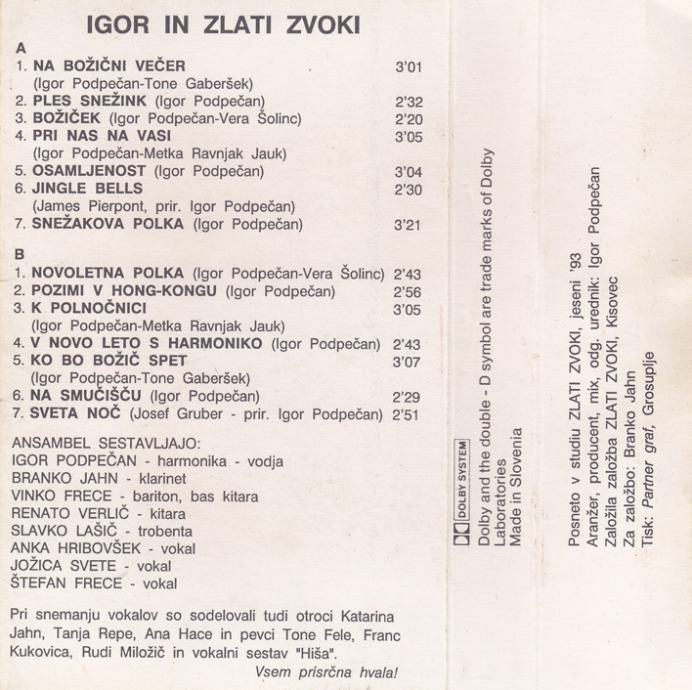 IGOR IN ZLATI ZVOKI
A
1. NA BOŽIČNI VEČER 3'01
(Igor Podpečan-Tone Gaberšek)
2. PLES SNEŽINK (Igor Podpečan) 2'32
3. BOŽIČEK (Igor Podpečan-Vera Šolinc) 2'20
4. PRI NAS NA VASI 3'05
(Igor Podpečan-Metka Ravnjak Jauk)
5. OSAMLJENOST (Igor Podpečan) 3'04
6. JINGLE BELLS 2'30
(James Pierpont, prir. Igor Podpečan)
7. SNEŽAKOVA POLKA (Igor Podpečan) 3'21
B
1. NOVOLETNA POLKA (Igor Podpečan-Vera Šolinc) 2'43
2. POZIMI V HONG-KONGU (Igor Podpečan) 2'56
3. K POLNOČNICI 3'05
(Igor Podpečan-Metka Ravnjak Jauk)
4. V NOVO LETO S HARMONIKO (Igor Podpečan) 2'43
5. KO BO BOŽIČ SPET 3'07
(Igor Podpečan-Tone Gaberšek)
6. NA SMUČIŠČU (Igor Podpečan) 2'29
7. SVETA NOČ (Josef Gruber - prir. Igor Podpečan) 2'51
ANSAMBEL SESTAVLJAJO:
IGOR PODPEČAN - harmonika - vodja
BRANKO JAHN - klarinet
VINKO FRECE - bariton, bas kitara
RENATO VERLIČ - kitara
SLAVKO LAŠIČ - trobenta
ANKA HRIBOVŠEK - vokal
JOŽICA SVETE - vokal
ŠTEFAN FRECE - vokal
Pri snemanju vokalov so sodelovali tudi otroci Katarina
Jahn, Tanja Repe, Ana Hace in pevci Tone Fele, Franc
Kukovica, Rudi Miložič in vokalni sestav "Hiša".
Vsem prisrčna hvala!
DOLBY SYSTEM
Dolby and the double - D symbol are trade marks of Dolby
Laboratories
Made in Slovenia
Posneto v studiu ZLATI ZVOKI, jeseni '93
Aranžer, producent, mix, odg. urednik: Igor Podpečan
Založila založba ZLATI ZVOKI, Kisovec
Za založbo: Branko Jahn
Tisk: Partner graf, Grosuplje